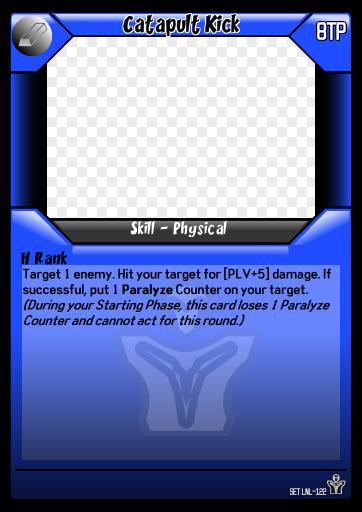 Catapult Kick
8TP
Skill - Physical
H Rank
Target 1 enemy. Hit your target for [PLV+5] damage. If
successful, put 1 Paralyze Counter on your target.
(During your Starting Phase, this card loses 1 Paralyze
Counter and cannot act for this round.)
SET LNL-122